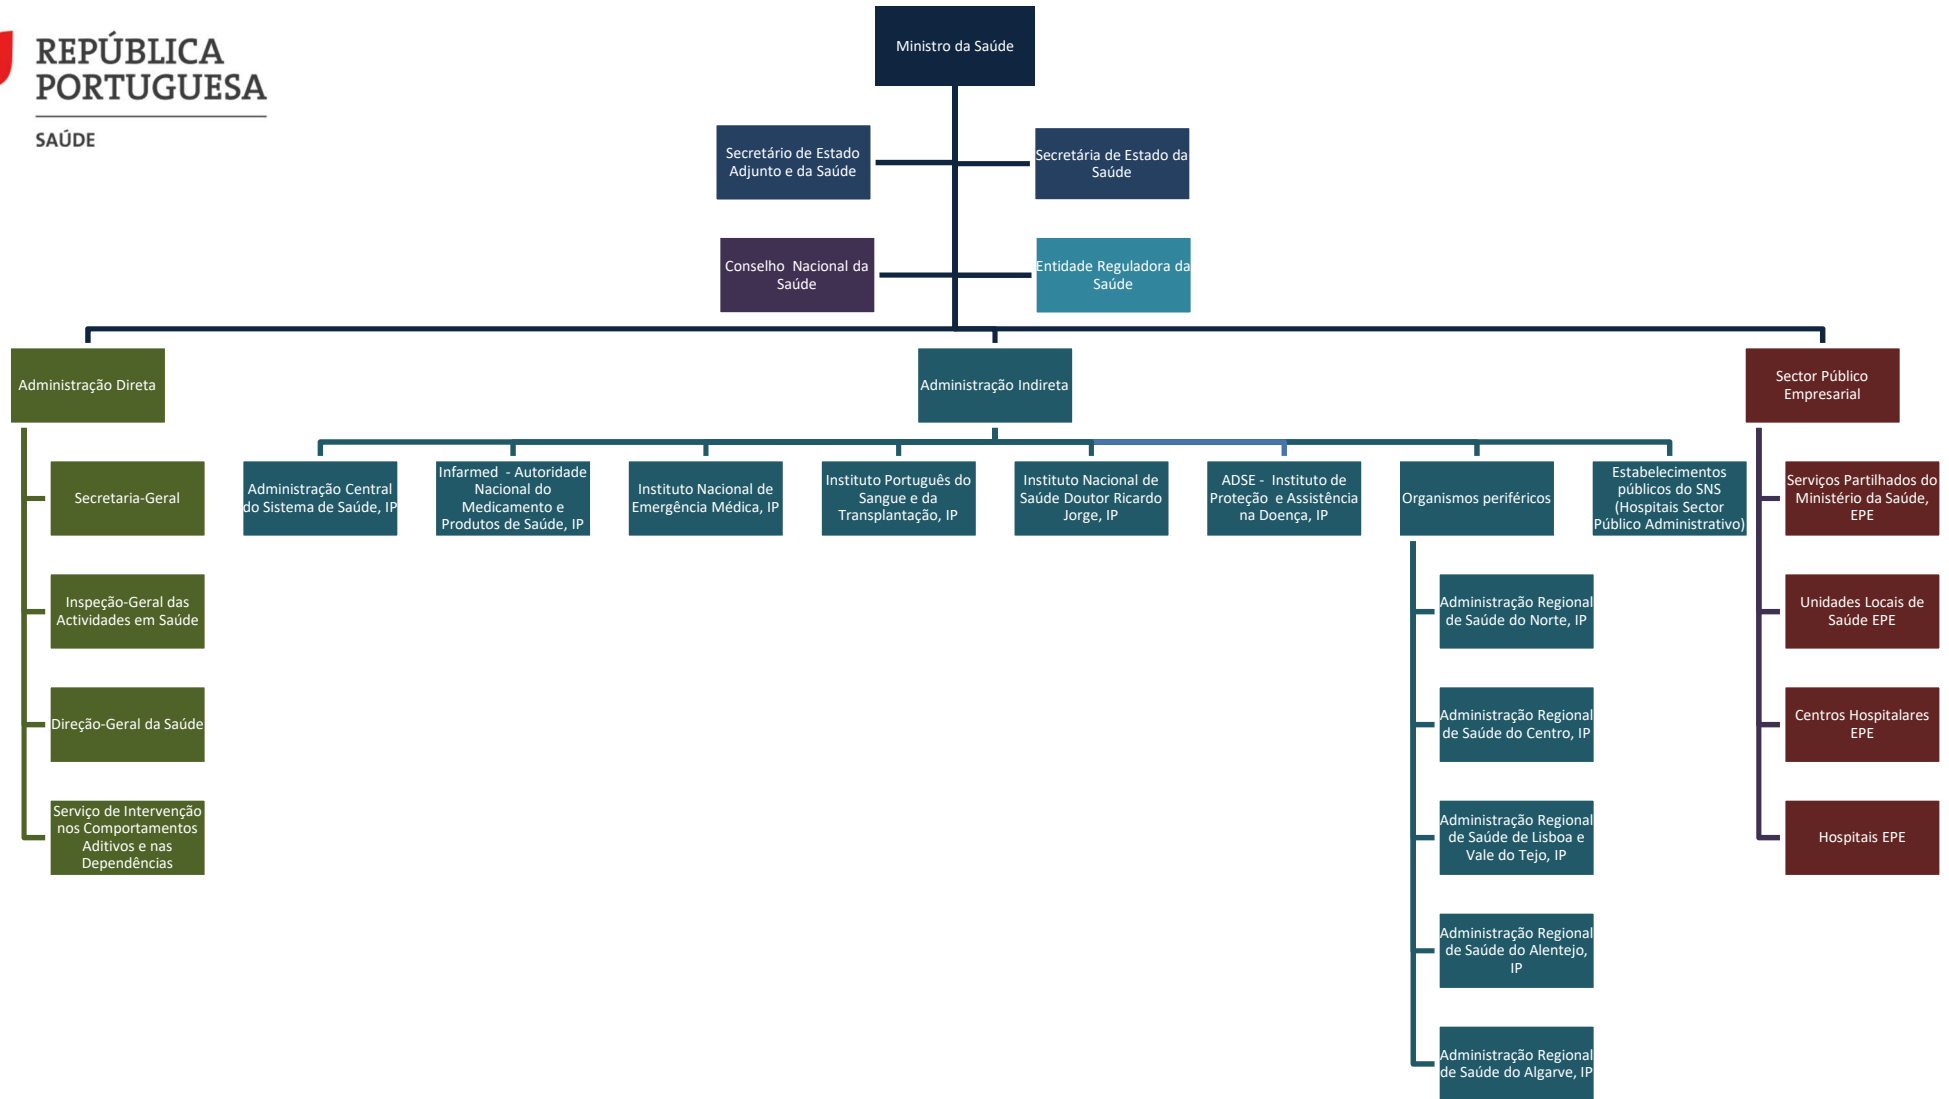 REPÚBLICA
PORTUGUESA
SAÚDE
Ministro da Saúde
Secretário de Estado
Adjunto e da Saúde
Secretária de Estado da
Saúde
Conselho  Nacional da
Saúde
Entidade Reguladora da
Saúde
Administração Direta
Administração Indireta
Sector Público
Empresarial
Secretaria-Geral
Inspeção-Geral das
Actividades em Saúde
Direção-Geral da Saúde
Serviço de Intervenção
nos Comportamentos
Aditivos e nas
Dependências
Administração Central
do Sistema de Saúde, IP
Infarmed  - Autoridade
Nacional do
Medicamento e
Produtos de Saúde, IP
Instituto Nacional de
Emergência Médica, IP
Instituto Português do
Sangue e da
Transplantação, IP
Instituto Nacional de
Saúde Doutor Ricardo
Jorge, IP
ADSE -  Instituto de
Proteção  e Assistência
na Doença, IP
Organismos periféricos
Administração Regional
de Saúde do Norte, IP
Administração Regional
de Saúde do Centro, IP
Administração Regional
de Saúde de Lisboa e
Vale do Tejo, IP
Administração Regional
de Saúde do Alentejo,
IP
Administração Regional
de Saúde do Algarve, IP
Estabelecimentos
públicos do SNS
(Hospitais Sector
Público Administrativo)
Serviços Partilhados do
Ministério da Saúde,
EPE
Unidades Locais de
Saúde EPE
Centros Hospitalares
EPE
Hospitais EPE